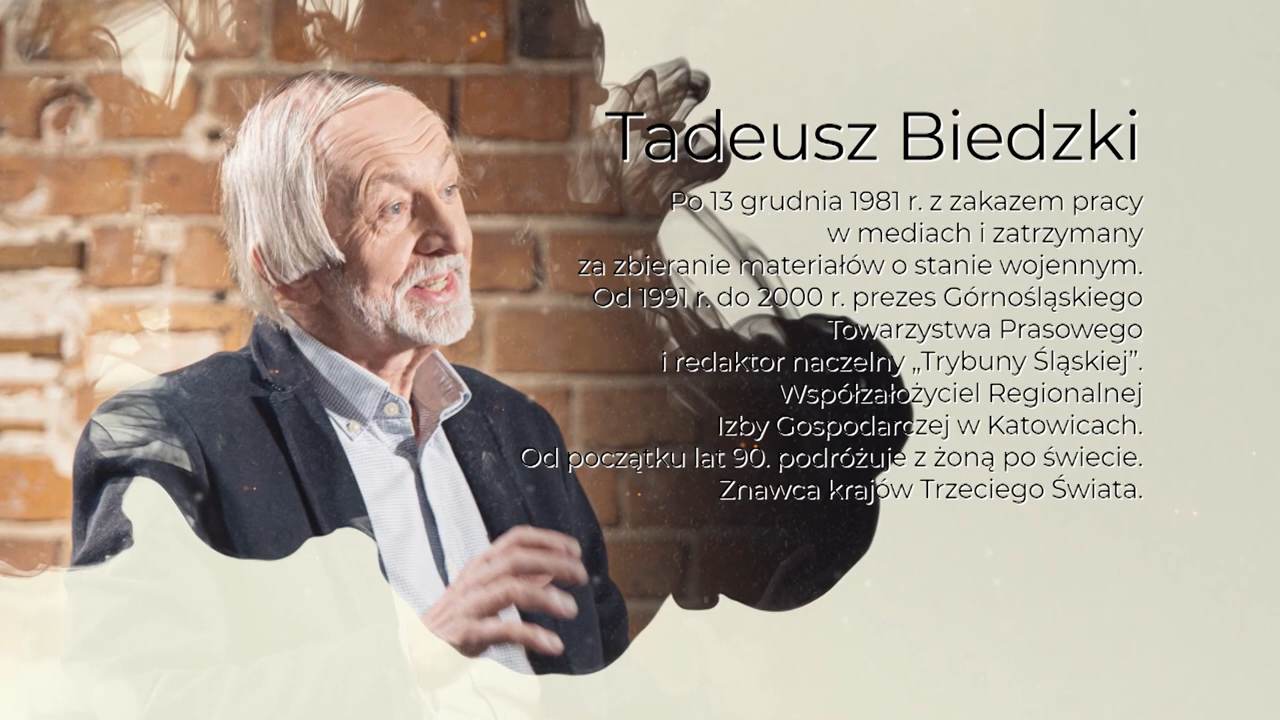 Tadeusz Biedzki
Po 13 grudnia 1981 r. z zakazem pracy
w mediach i zatrzymany
za zbieranie materiałów o stanie wojennym.
Od 1991 r. do 2000 r. prezes Górnośląskiego
Towarzystwa Prasowego
i redaktor naczelny „Trybuny Śląskiej”.
Współzałożyciel Regionalnej
Izby Gospodarczej w Katowicach.
Od początku lat 90. podróżuje z żoną po świecie.
Znawca krajów Trzeciego Świata.